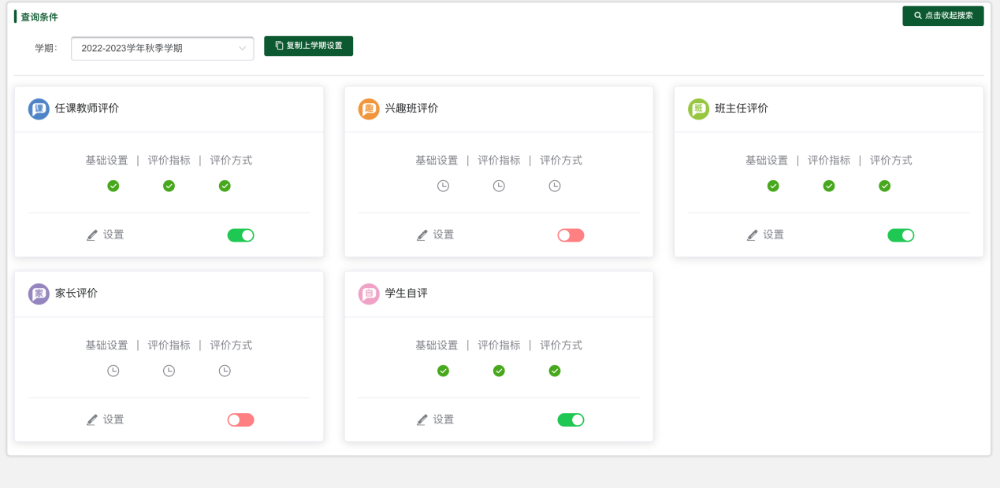 查询条件
点击收起搜索
学期：
2022-2023学年秋季学期
复制上学期设置
课 任课教师评价
基础设置 | 评价指标 | 评价方式
设置
趣 兴趣班评价
基础设置 | 评价指标 | 评价方式
设置
班 班主任评价
基础设置 | 评价指标 | 评价方式
设置
家 家长评价
基础设置 | 评价指标 | 评价方式
设置
自 学生自评
基础设置 | 评价指标 | 评价方式
设置